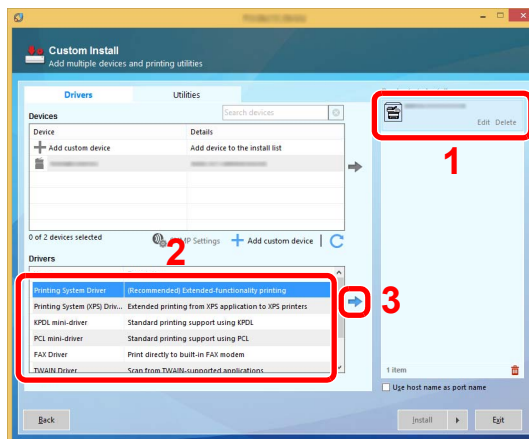 Custom Install
Add multiple devices and printing utilities
Drivers Utilities
Devices Search devices
Device Details
Add custom device Add device to the install list
0 of 2 devices selected Settings Add custom device
Drivers
Printing System Driver (Recommended) Extended-functionality printing
Printing System (XPS) Driv... Extended printing from XPS application to XPS printers
KPDL mini-driver Standard printing support using KPDL
PCL mini-driver Standard printing support using PCL
FAX Driver Print directly to built-in FAX modem
TWAIN Driver Scan from TWAIN-supported applications
Edit Delete
1
2
3
1 item
Use host name as port name
Back Install Exit